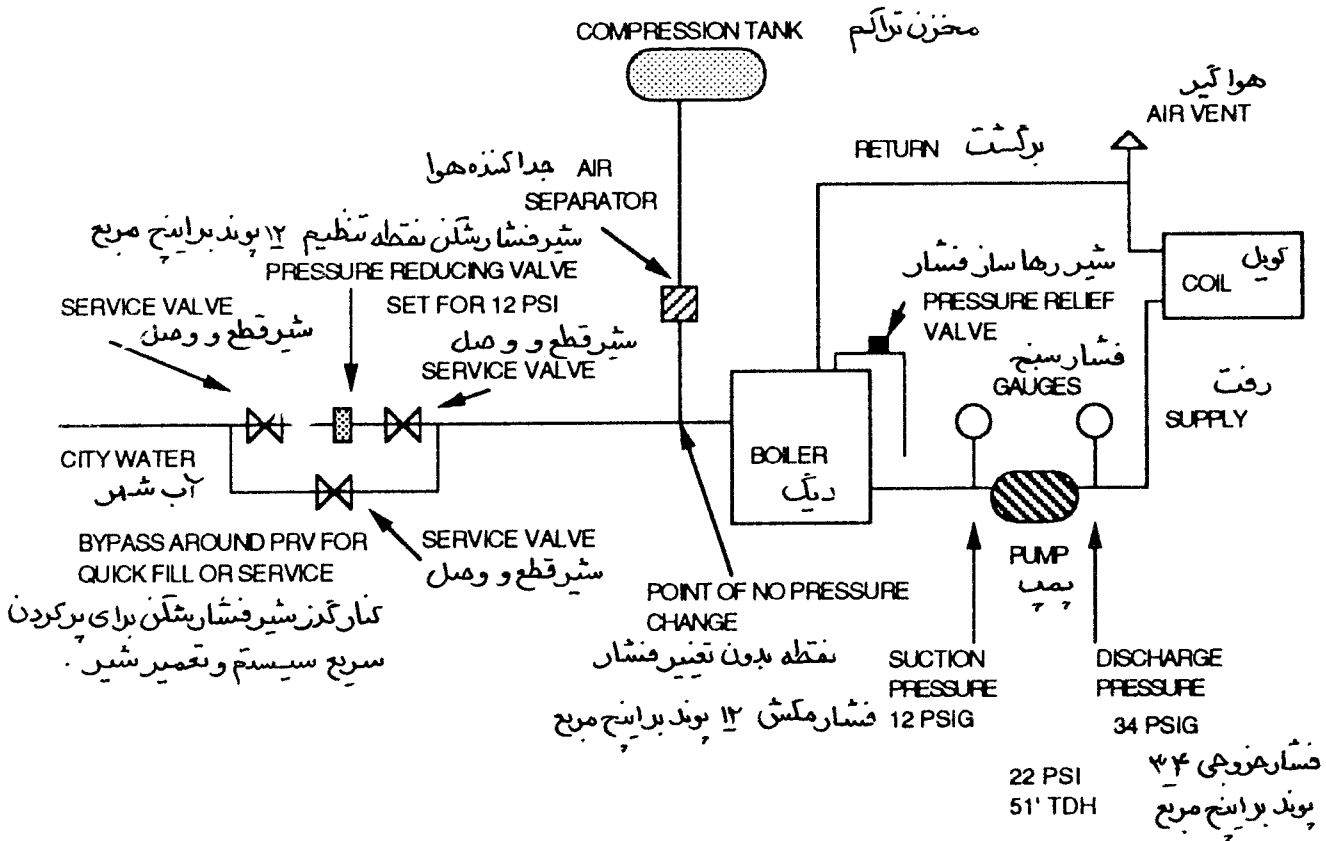 COMPRESSION TANK مخزن تراکم
هواگیر
AIR VENT
RETURN برگشت
جداکننده هوا AIR
SEPARATOR
شیر فشار شکن نقطه تنظیم ۱۲ پوند بر اینچ مربع
PRESSURE REDUCING VALVE
SET FOR 12 PSI
SERVICE VALVE
شیر قطع و وصل
شیر قطع و وصل
SERVICE VALVE
شیر رها ساز فشار
PRESSURE RELIEF
VALVE
کویل
COIL
فشار سنج
GAUGES
رفت
SUPPLY
CITY WATER
آب شهر
BOILER
دیگ
BYPASS AROUND PRV FOR
QUICK FILL OR SERVICE
کنار گذر شیر فشار شکن برای پر کردن
سریع سیستم و تعمیر شیر .
SERVICE VALVE
شیر قطع و وصل
POINT OF NO PRESSURE
CHANGE
نقطه بدون تغییر فشار
PUMP
پمپ
SUCTION
PRESSURE
12 PSIG
فشار مکش ۱۲ پوند بر اینچ مربع
DISCHARGE
PRESSURE
34 PSIG
فشار خروجی ۳۴
پوند بر اینچ مربع
22 PSI
51' TDH